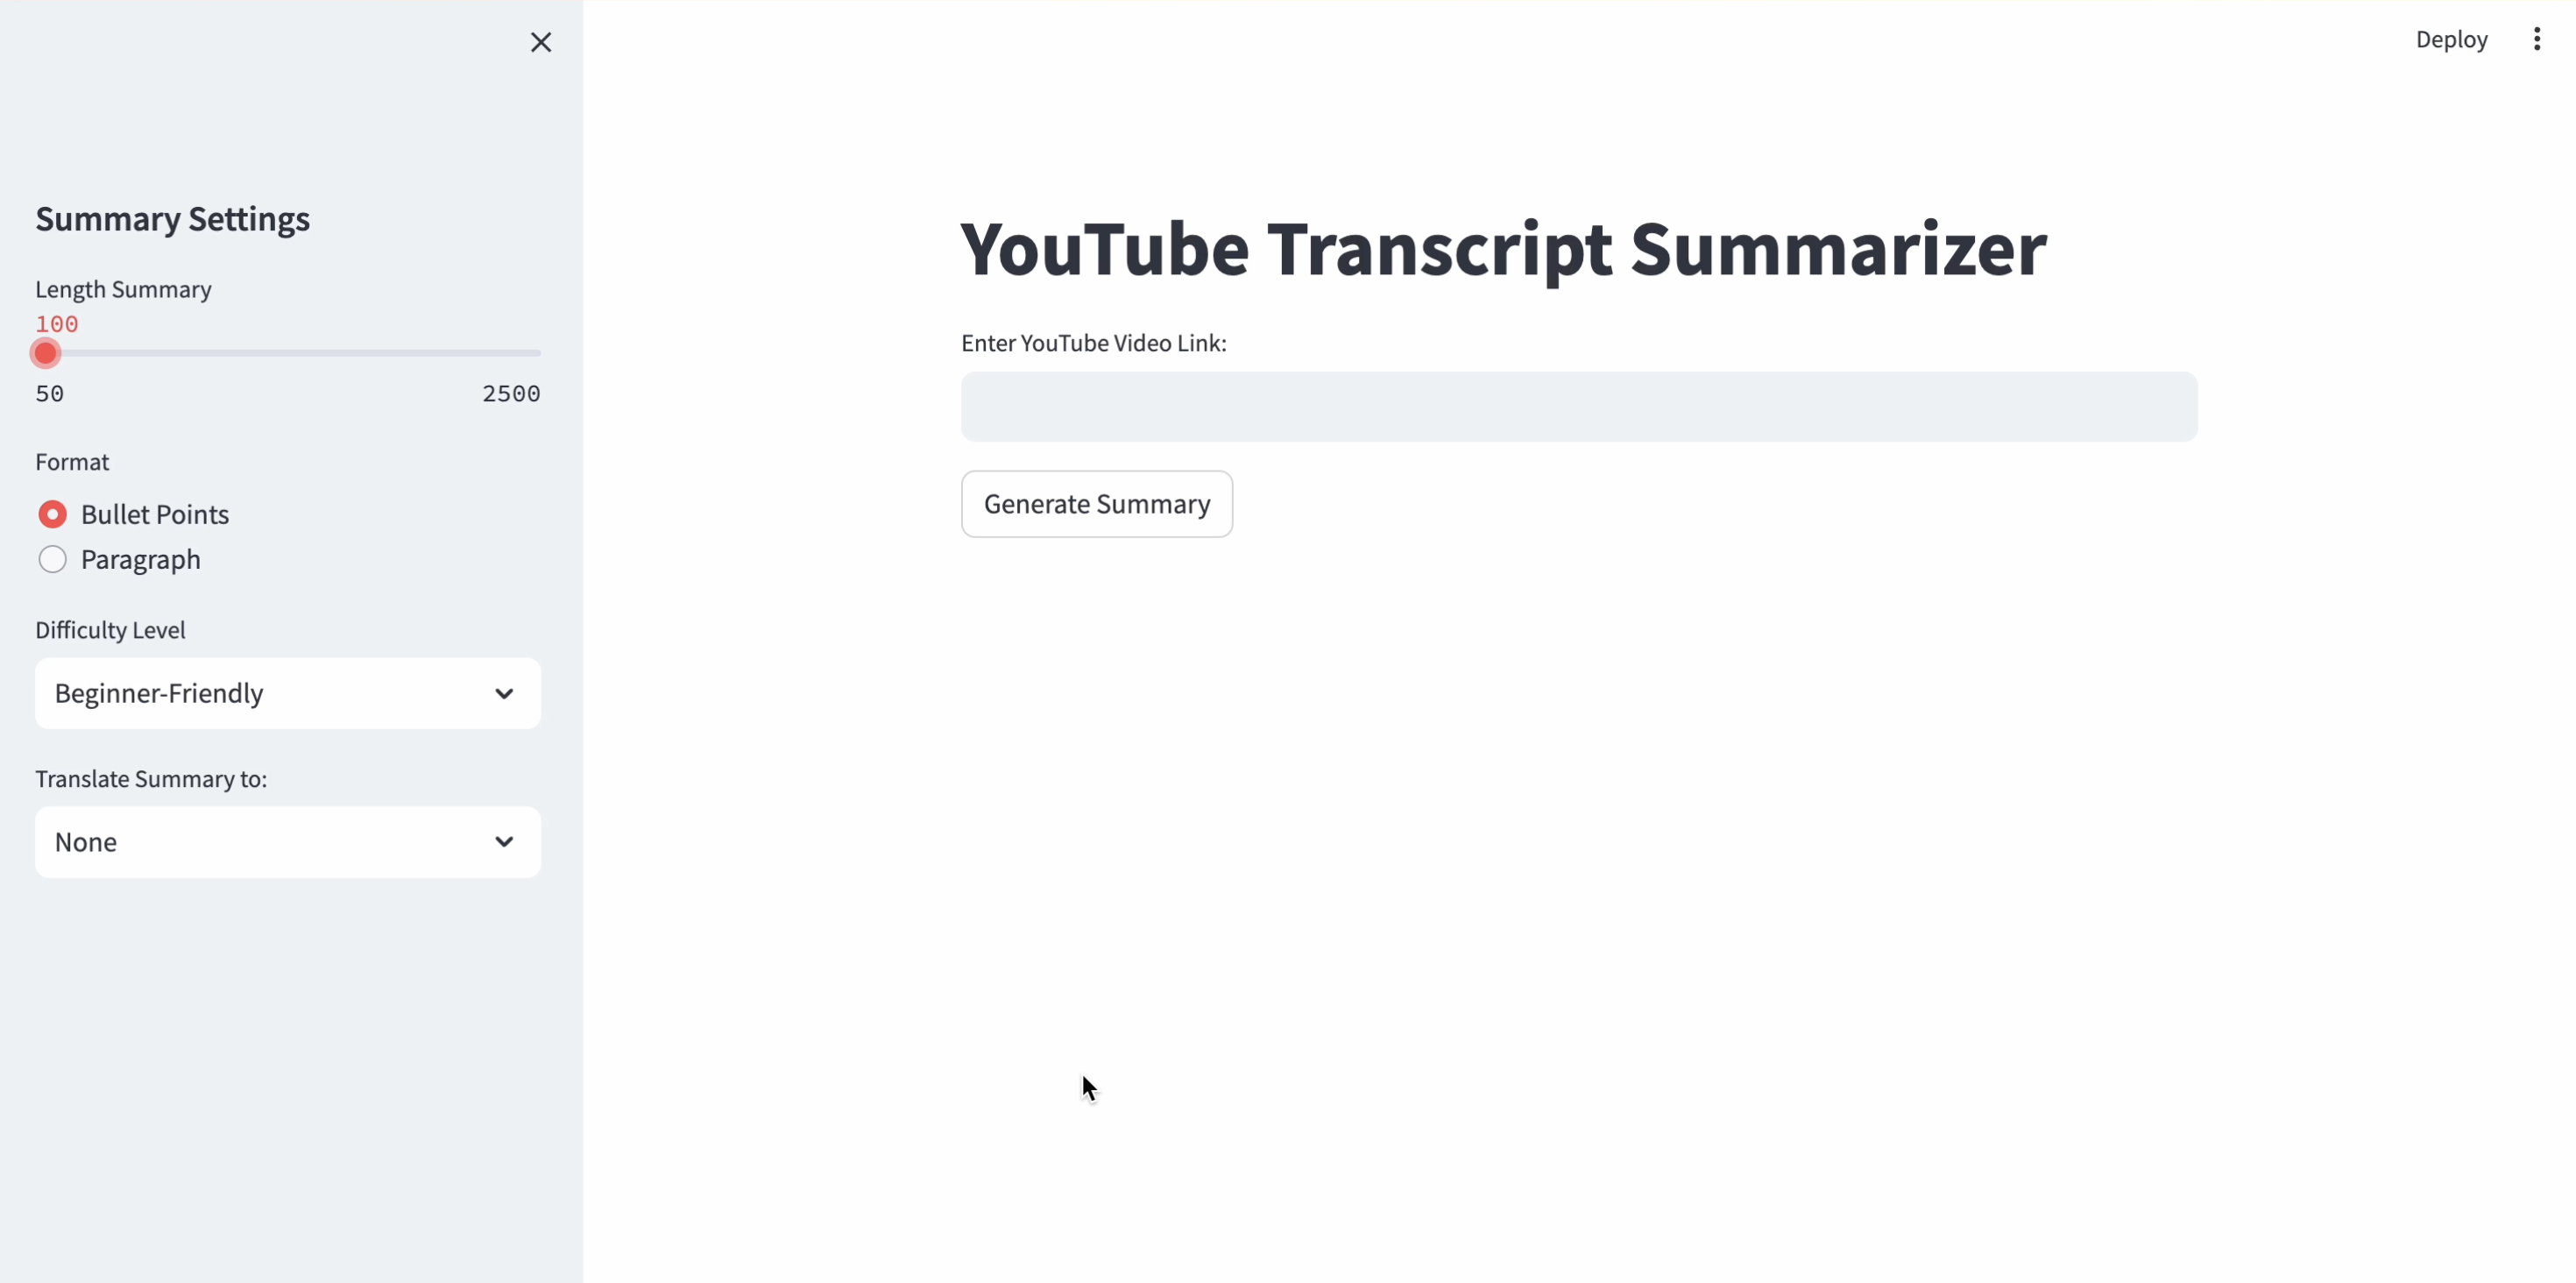 Deploy
Summary Settings
Length Summary
100
50 2500
Format
Bullet Points
Paragraph
Difficulty Level
Beginner-Friendly
Translate Summary to:
None
YouTube Transcript Summarizer
Enter YouTube Video Link:
Generate Summary